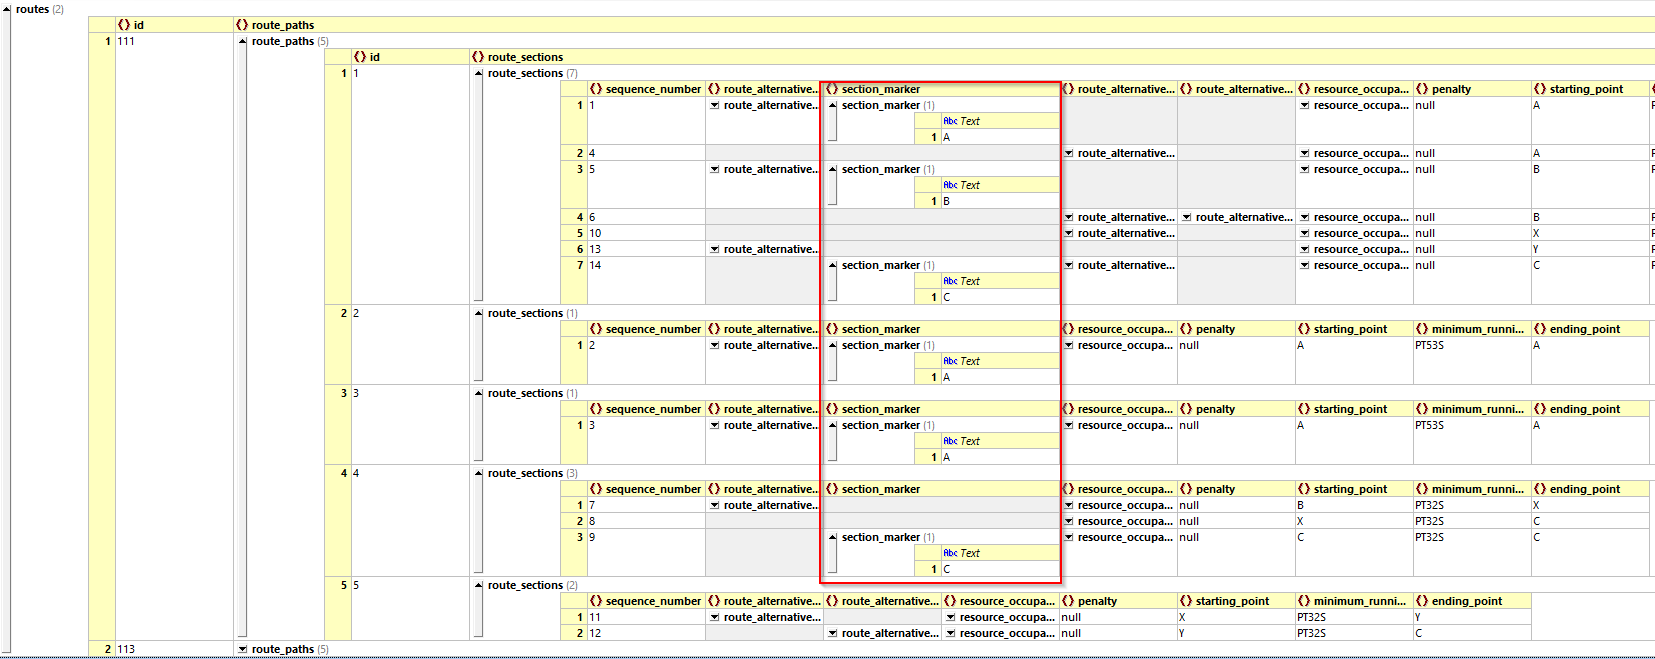 routes (2)
id route_paths
1 111 route_paths (5)
id route_sections
1 1 route_sections (7)
sequence_number route_alternative... section_marker route_alternative... route_alternative... resource_occupa... penalty starting_point
1 1 route_alternative... section_marker (1) resource_occupa... null A
Abc Text
1 A
2 4 route_alternative... resource_occupa... null A
3 5 route_alternative... section_marker (1) resource_occupa... null B
Abc Text
1 B
4 6 route_alternative... route_alternative... resource_occupa... null B
5 10 route_alternative... resource_occupa... null X
6 13 route_alternative... resource_occupa... null Y
7 14 section_marker (1) route_alternative... resource_occupa... null C
Abc Text
1 C
2 2 route_sections (1)
sequence_number route_alternative... section_marker resource_occupa... penalty starting_point minimum_runni... ending_point
1 2 route_alternative... section_marker (1) resource_occupa... null A PT53S A
Abc Text
1 A
3 3 route_sections (1)
sequence_number route_alternative... section_marker resource_occupa... penalty starting_point minimum_runni... ending_point
1 3 route_alternative... section_marker (1) resource_occupa... null A PT53S A
Abc Text
1 A
4 4 route_sections (3)
sequence_number route_alternative... section_marker resource_occupa... penalty starting_point minimum_runni... ending_point
1 7 route_alternative... resource_occupa... null B PT32S X
2 8 resource_occupa... null X PT32S C
3 9 section_marker (1) resource_occupa... null C PT32S C
Abc Text
1 C
5 5 route_sections (2)
sequence_number route_alternative... route_alternative... resource_occupa... penalty starting_point minimum_runni... ending_point
1 11 route_alternative... resource_occupa... null X PT32S Y
2 12 route_alternative... resource_occupa... null Y PT32S C
2 113 route_paths (5)